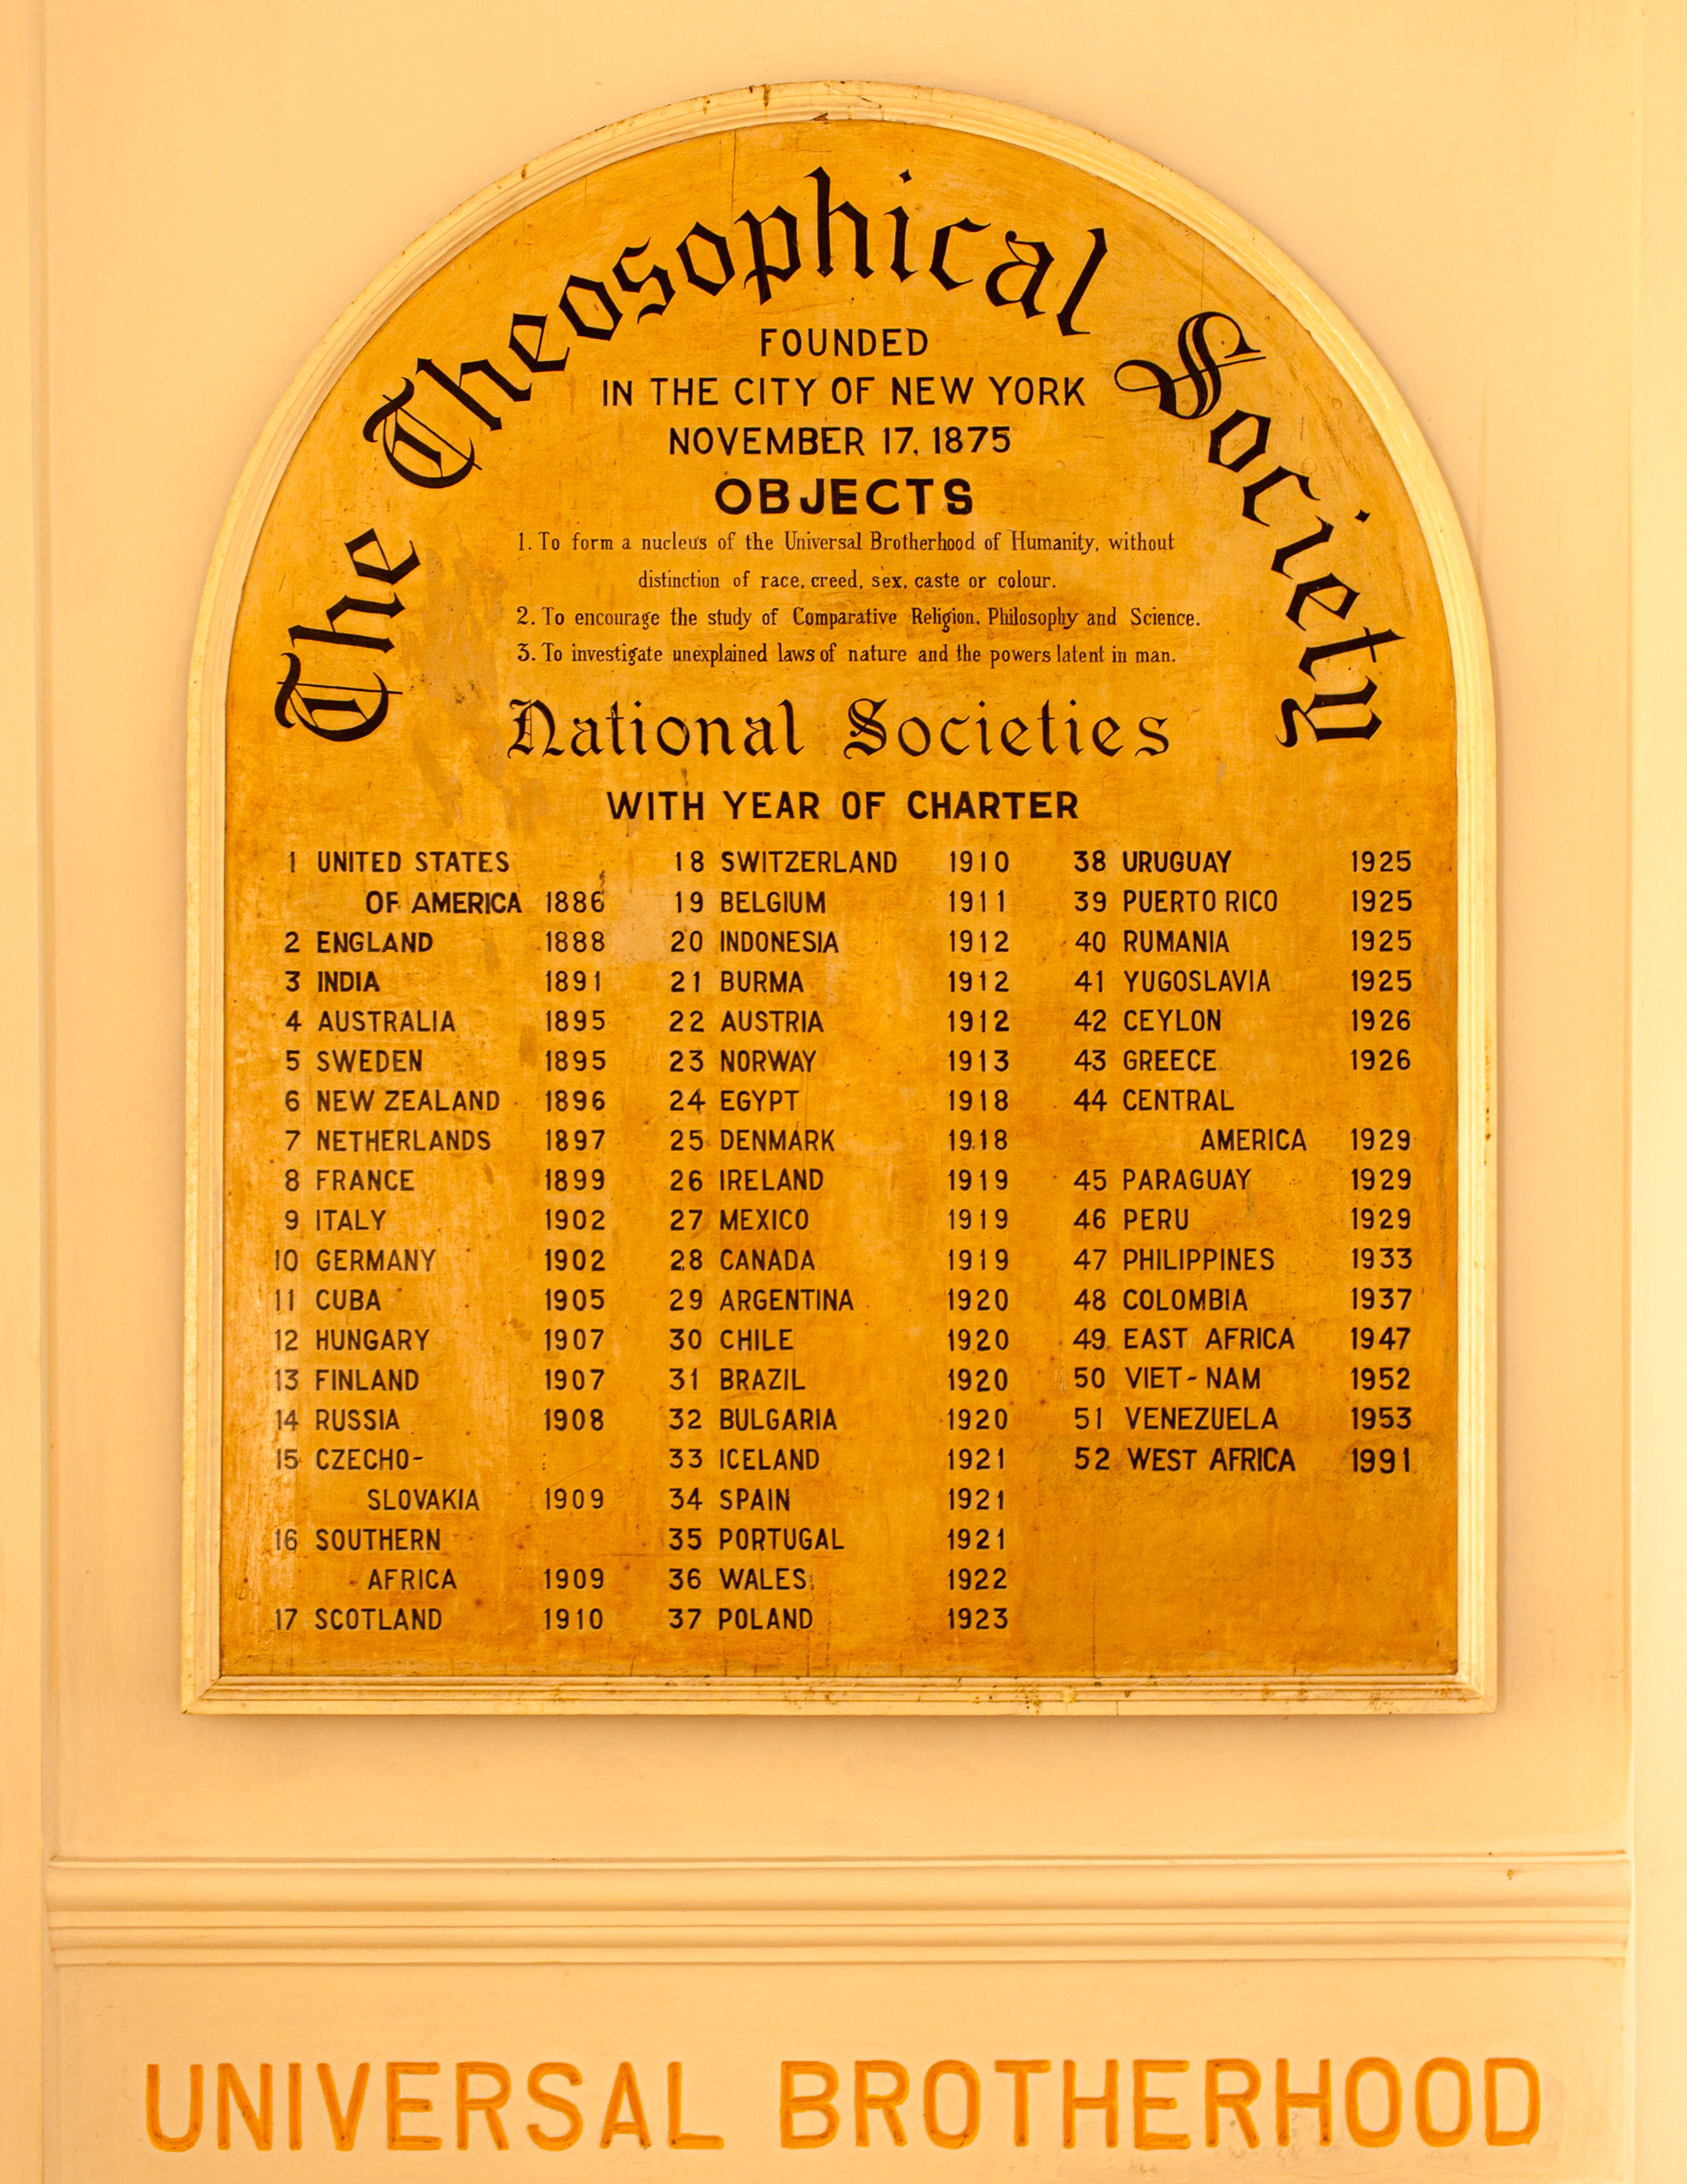 The Theosophical Society
FOUNDED
IN THE CITY OF NEW YORK
NOVEMBER 17, 1875
OBJECTS
1. To form a nucleus of the Universal Brotherhood of Humanity, without
distinction of race, creed, sex, caste or colour.
2. To encourage the study of Comparative Religion, Philosophy and Science.
3. To investigate unexplained laws of nature and the powers latent in man.
National Societies
WITH YEAR OF CHARTER
1 UNITED STATES
OF AMERICA 1886
2 ENGLAND 1888
3 INDIA 1891
4 AUSTRALIA 1895
5 SWEDEN 1895
6 NEW ZEALAND 1896
7 NETHERLANDS 1897
8 FRANCE 1899
9 ITALY 1902
10 GERMANY 1902
11 CUBA 1905
12 HUNGARY 1907
13 FINLAND 1907
14 RUSSIA 1908
15 CZECHO-
SLOVAKIA 1909
16 SOUTHERN
AFRICA 1909
17 SCOTLAND 1910
18 SWITZERLAND 1910
19 BELGIUM 1911
20 INDONESIA 1912
21 BURMA 1912
22 AUSTRIA 1912
23 NORWAY 1913
24 EGYPT 1918
25 DENMARK 1918
26 IRELAND 1919
27 MEXICO 1919
28 CANADA 1919
29 ARGENTINA 1920
30 CHILE 1920
31 BRAZIL 1920
32 BULGARIA 1920
33 ICELAND 1921
34 SPAIN 1921
35 PORTUGAL 1921
36 WALES 1922
37 POLAND 1923
38 URUGUAY 1925
39 PUERTO RICO 1925
40 RUMANIA 1925
41 YUGOSLAVIA 1925
42 CEYLON 1926
43 GREECE 1926
44 CENTRAL
AMERICA 1929
45 PARAGUAY 1929
46 PERU 1929
47 PHILIPPINES 1933
48 COLOMBIA 1937
49 EAST AFRICA 1947
50 VIET-NAM 1952
51 VENEZUELA 1953
52 WEST AFRICA 1991
UNIVERSAL BROTHERHOOD